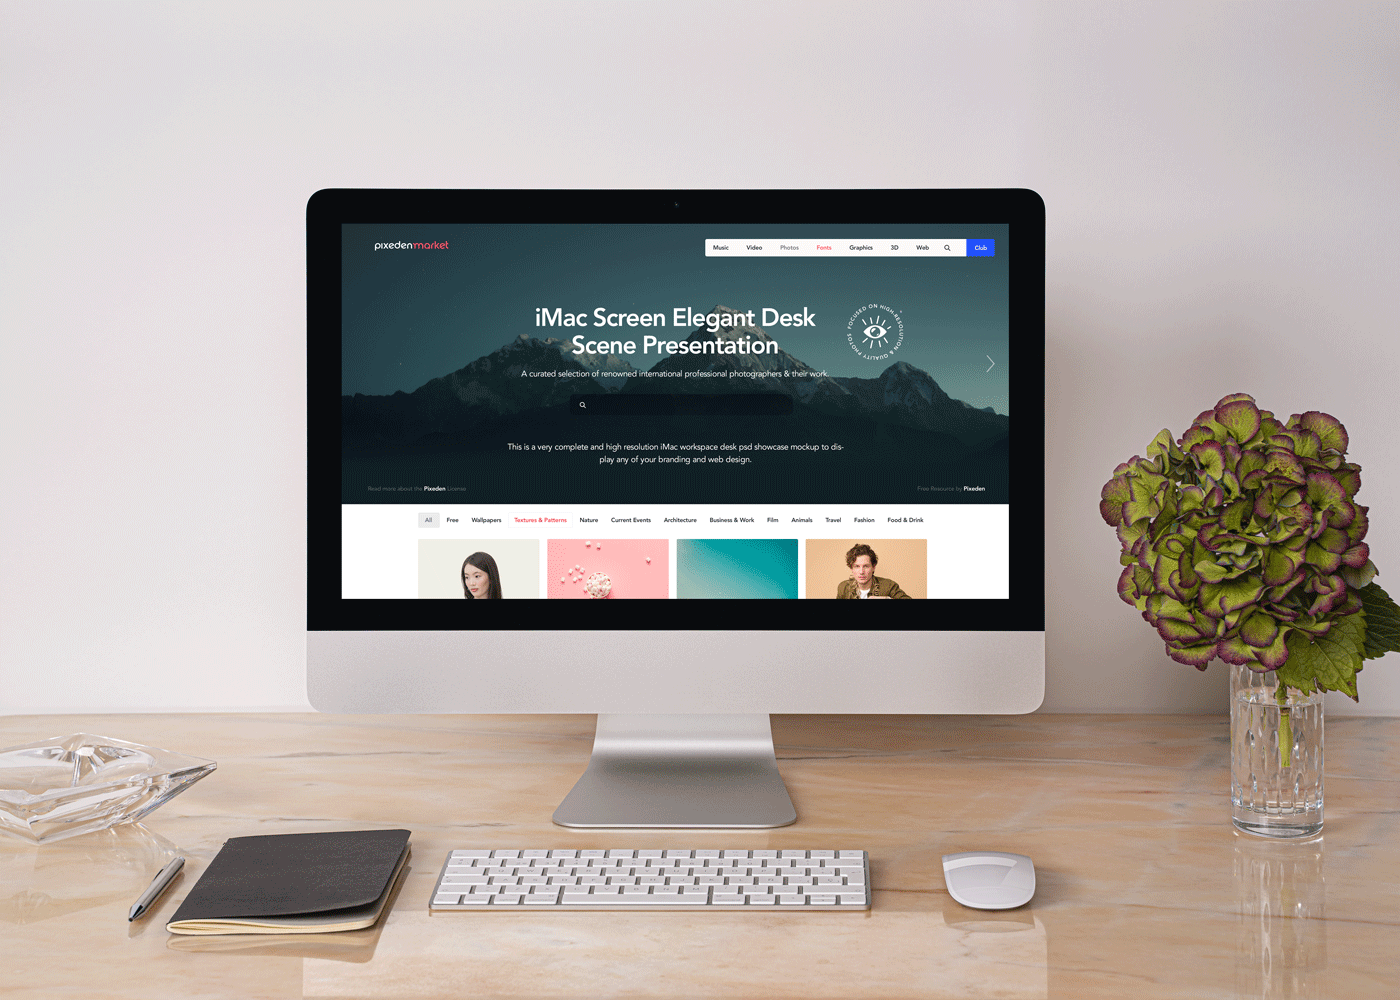 pixedenmarket
Music Video Photos Fonts Graphics 3D Web Club
iMac Screen Elegant Desk
Scene Presentation
FOCUSED ON HIGH-RESOLUTION & QUALITY PHOTOS
A curated selection of renowned international professional photographers & their work.
This is a very complete and high resolution iMac workspace desk psd showcase mockup to dis-
play any of your branding and web design.
Read more about the Pixeden License
Free Resource by Pixeden
All Free Wallpapers Textures & Patterns Nature Current Events Architecture Business & Work Film Animals Travel Fashion Food & Drink